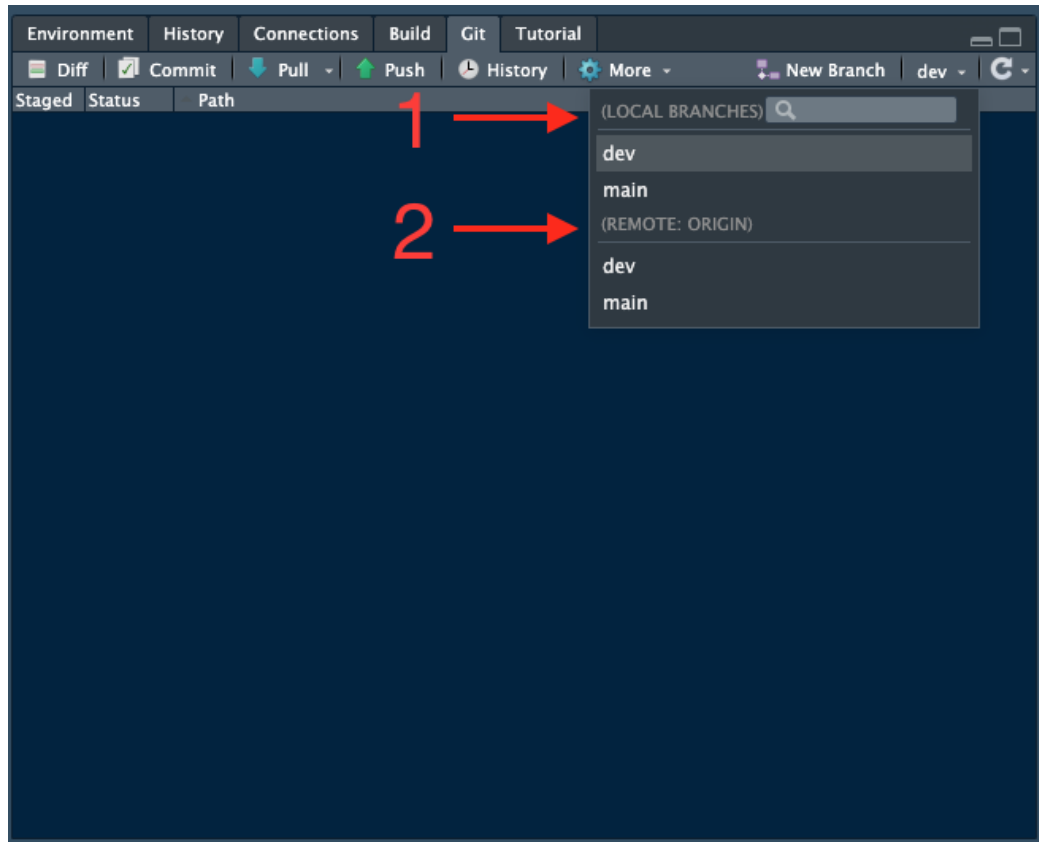 Environment History Connections Build Git Tutorial
Diff Commit Pull Push History More New Branch dev
Staged Status Path
1 (LOCAL BRANCHES)
dev
main
2 (REMOTE: ORIGIN)
dev
main